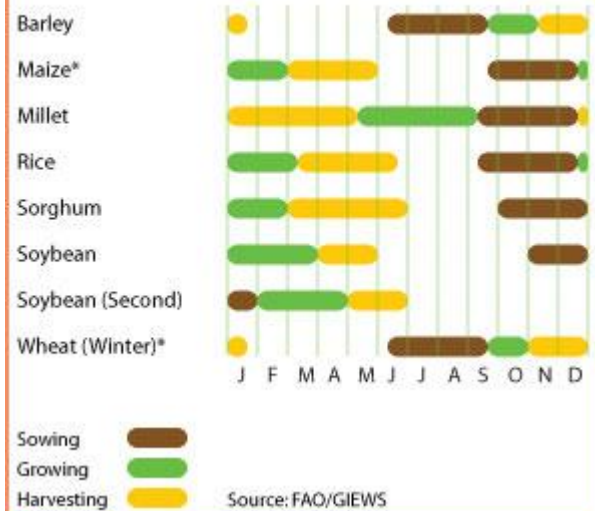 Barley
Maize*
Millet
Rice
Sorghum
Soybean
Soybean (Second)
Wheat (Winter)*
J F M A M J J A S O N D
Sowing
Growing
Harvesting
Source: FAO/GIEWS